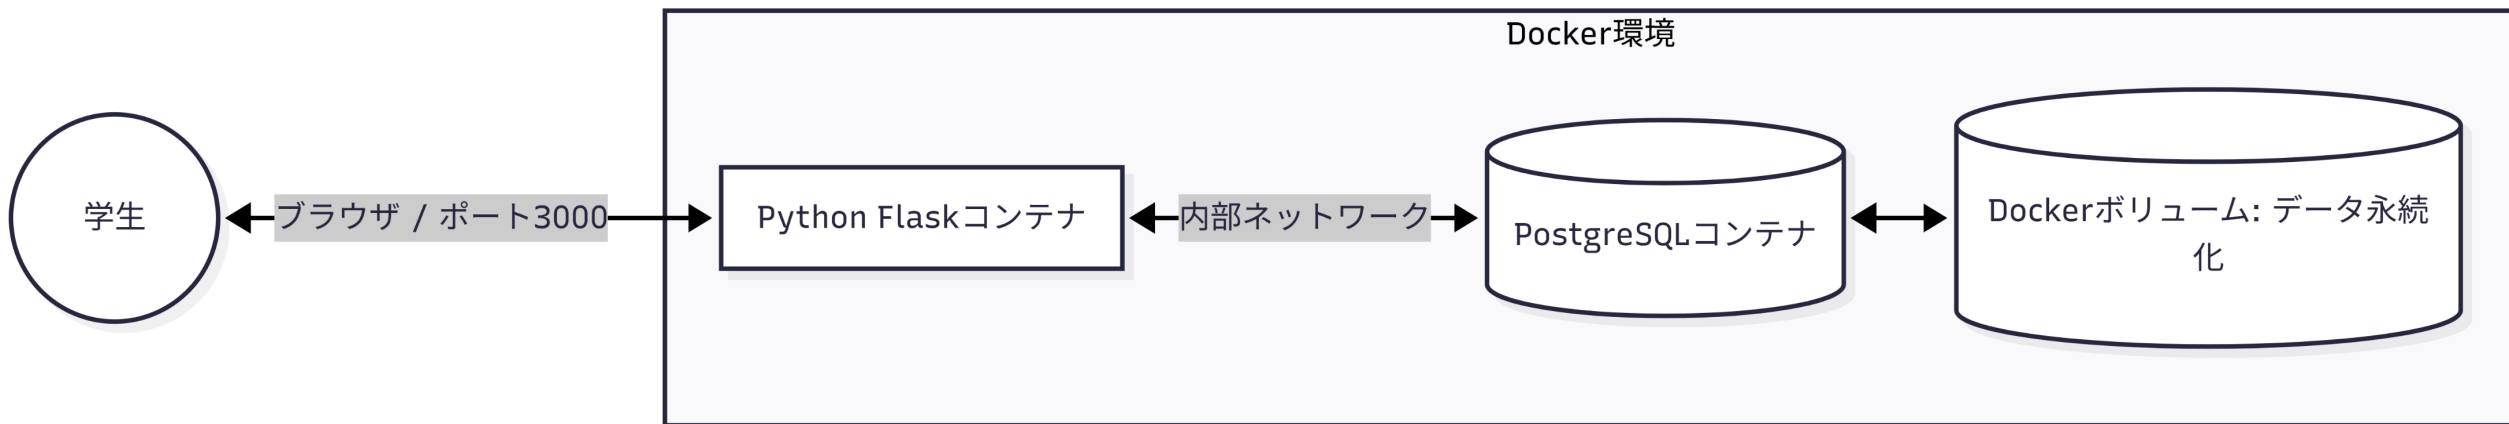 Docker環境
学生
ブラウザ / ポート3000
Python Flaskコンテナ
内部ネットワーク
PostgreSQLコンテナ
Dockerボリューム: データ永続
化